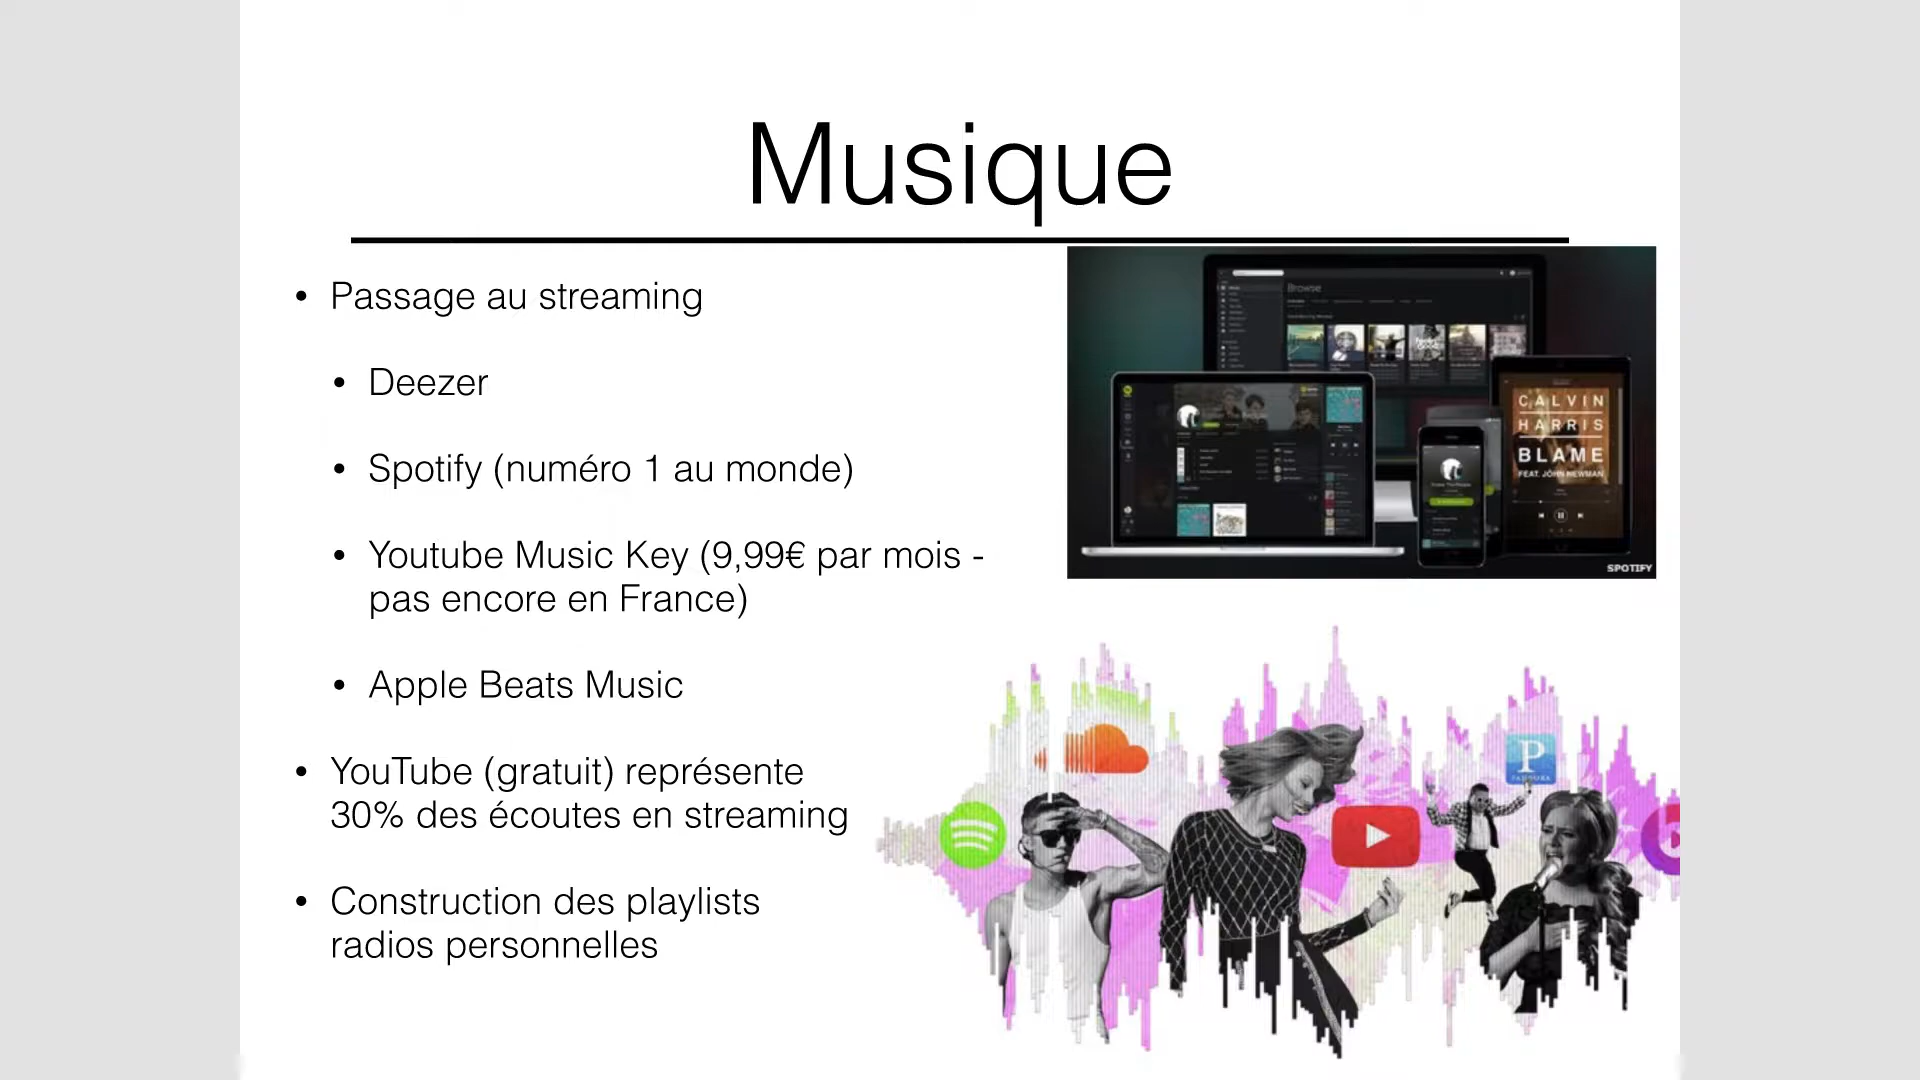 Musique
• Passage au streaming
• Deezer
• Spotify (numéro 1 au monde)
• Youtube Music Key (9,99€ par mois -
pas encore en France)
• Apple Beats Music
• YouTube (gratuit) représente
30% des écoutes en streaming
• Construction des playlists
radios personnelles
Browse
CALVIN
HARRIS
BLAME
FEAT. JOHN NEWMAN
SPOTIFY
P
PANDORA